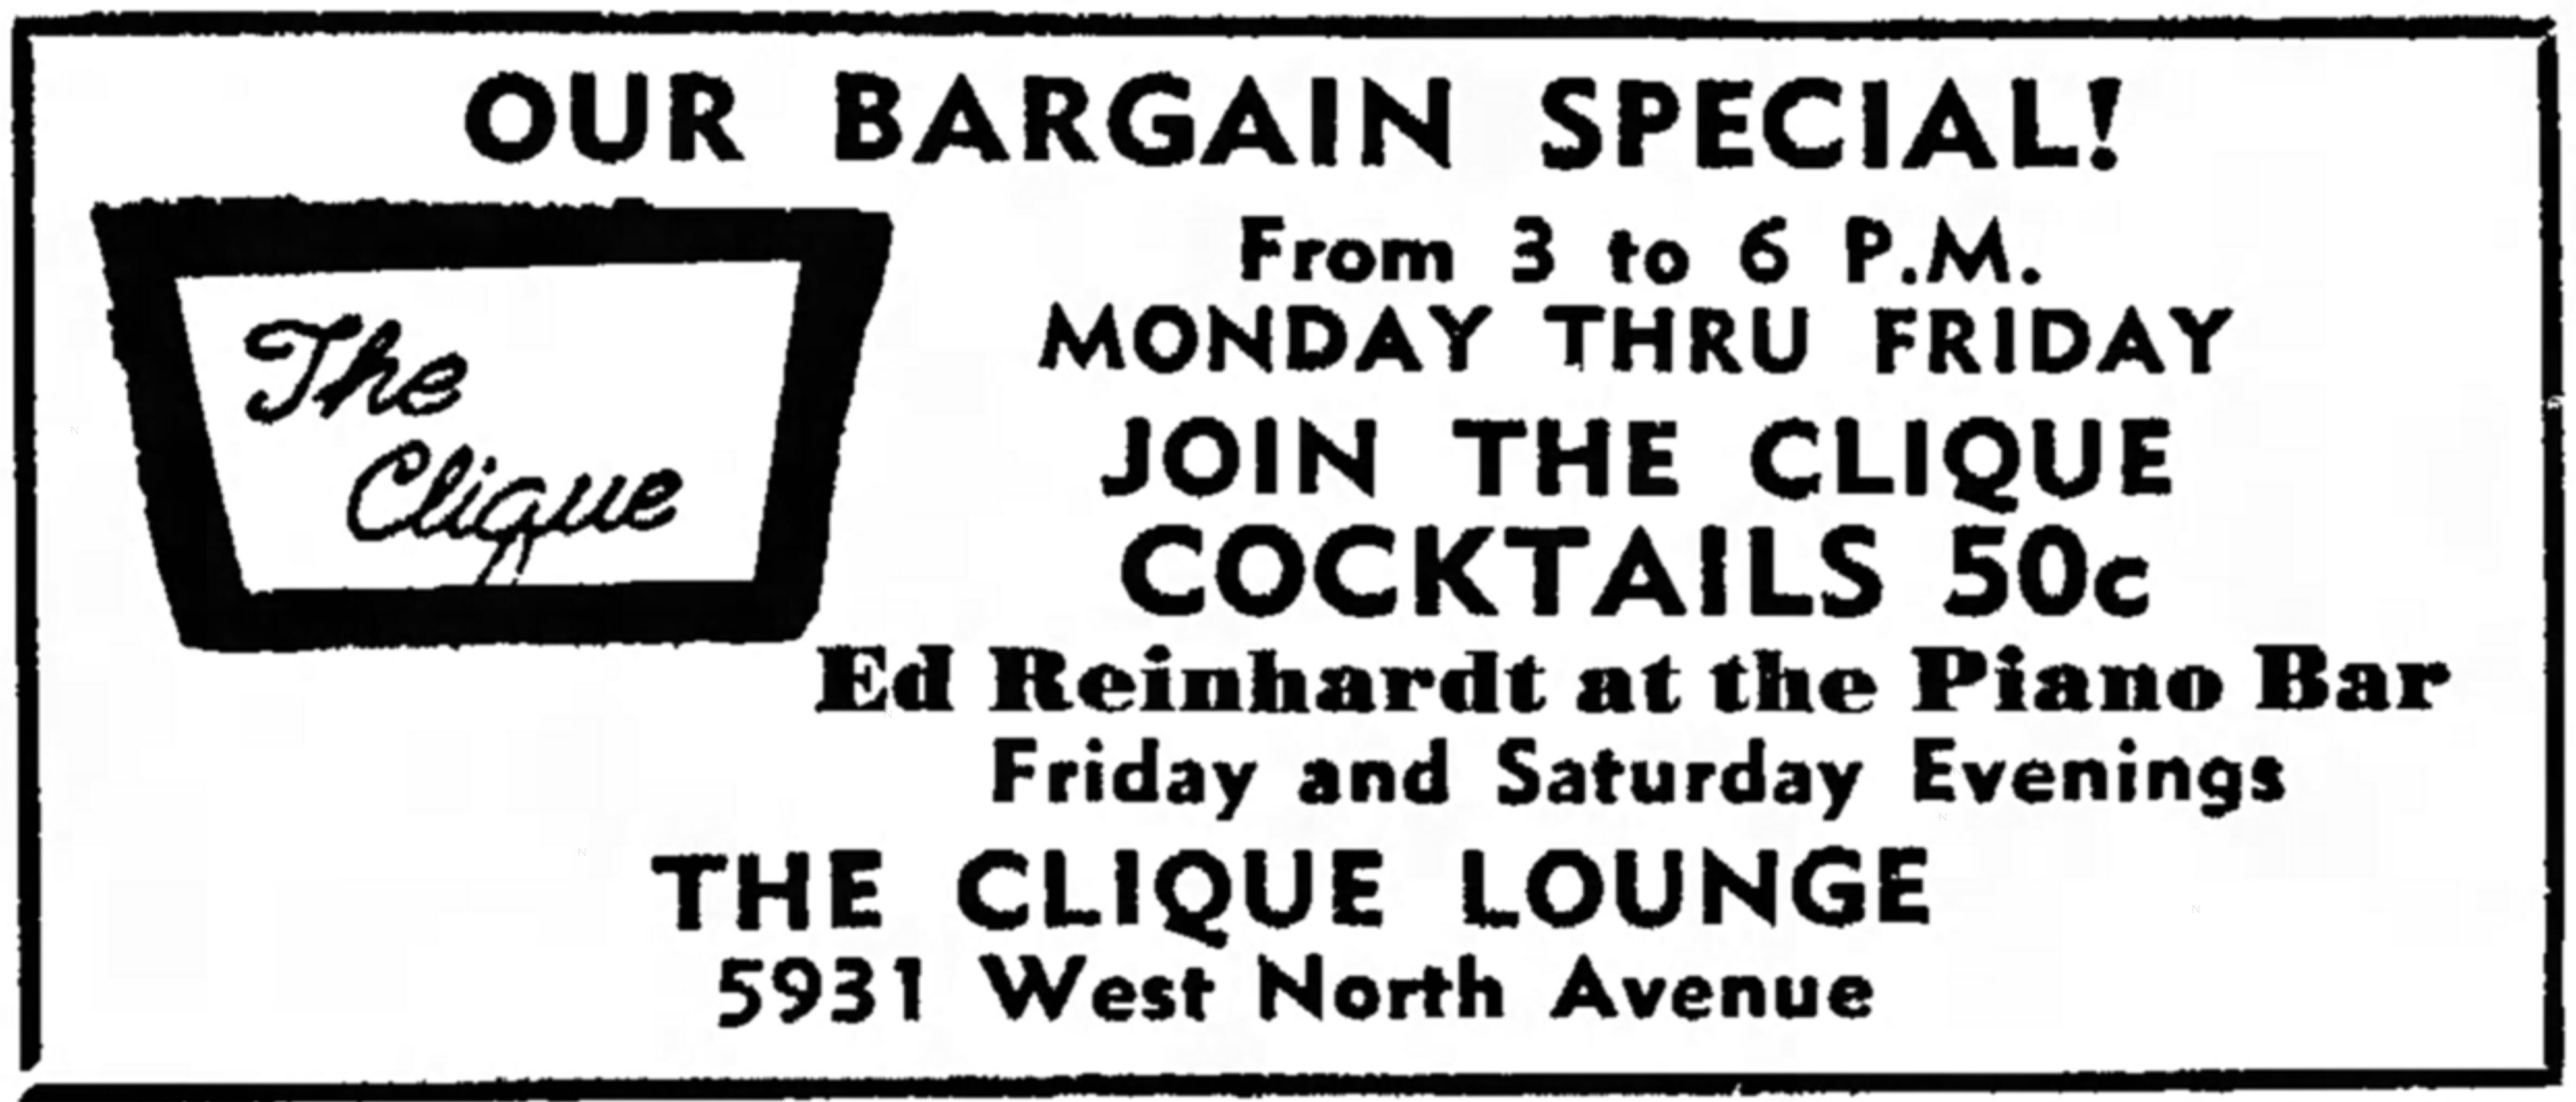 OUR BARGAIN SPECIAL!
The
Clique
From 3 to 6 P.M.
MONDAY THRU FRIDAY
JOIN THE CLIQUE
COCKTAILS 50c
Ed Reinhardt at the Piano Bar
Friday and Saturday Evenings
THE CLIQUE LOUNGE
5931 West North Avenue